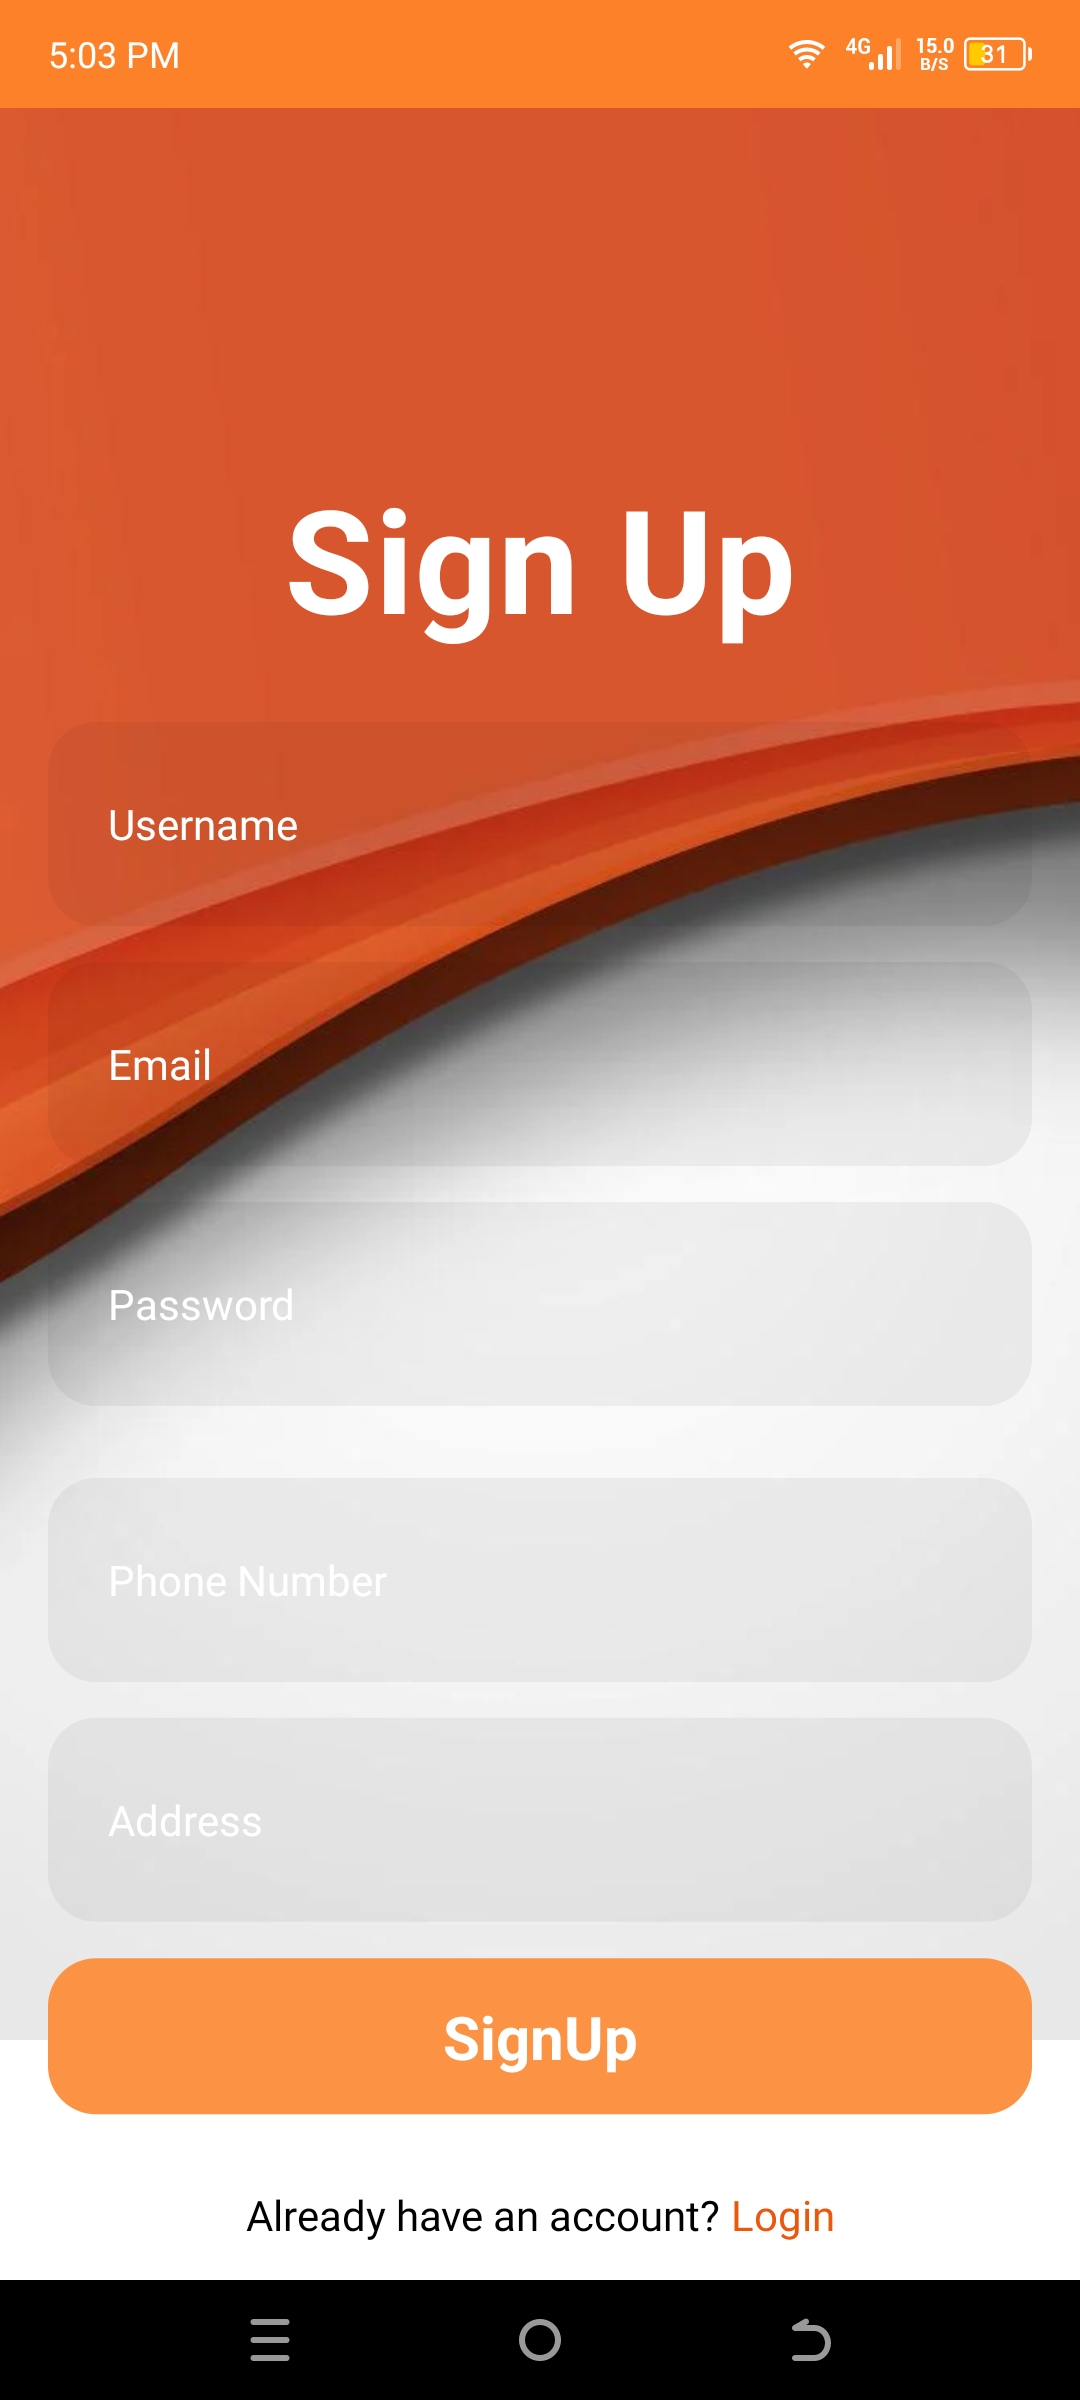 5:03 PM
4G 15.0 B/S 31
Sign Up
Username
Email
Password
Phone Number
Address
SignUp
Already have an account? Login